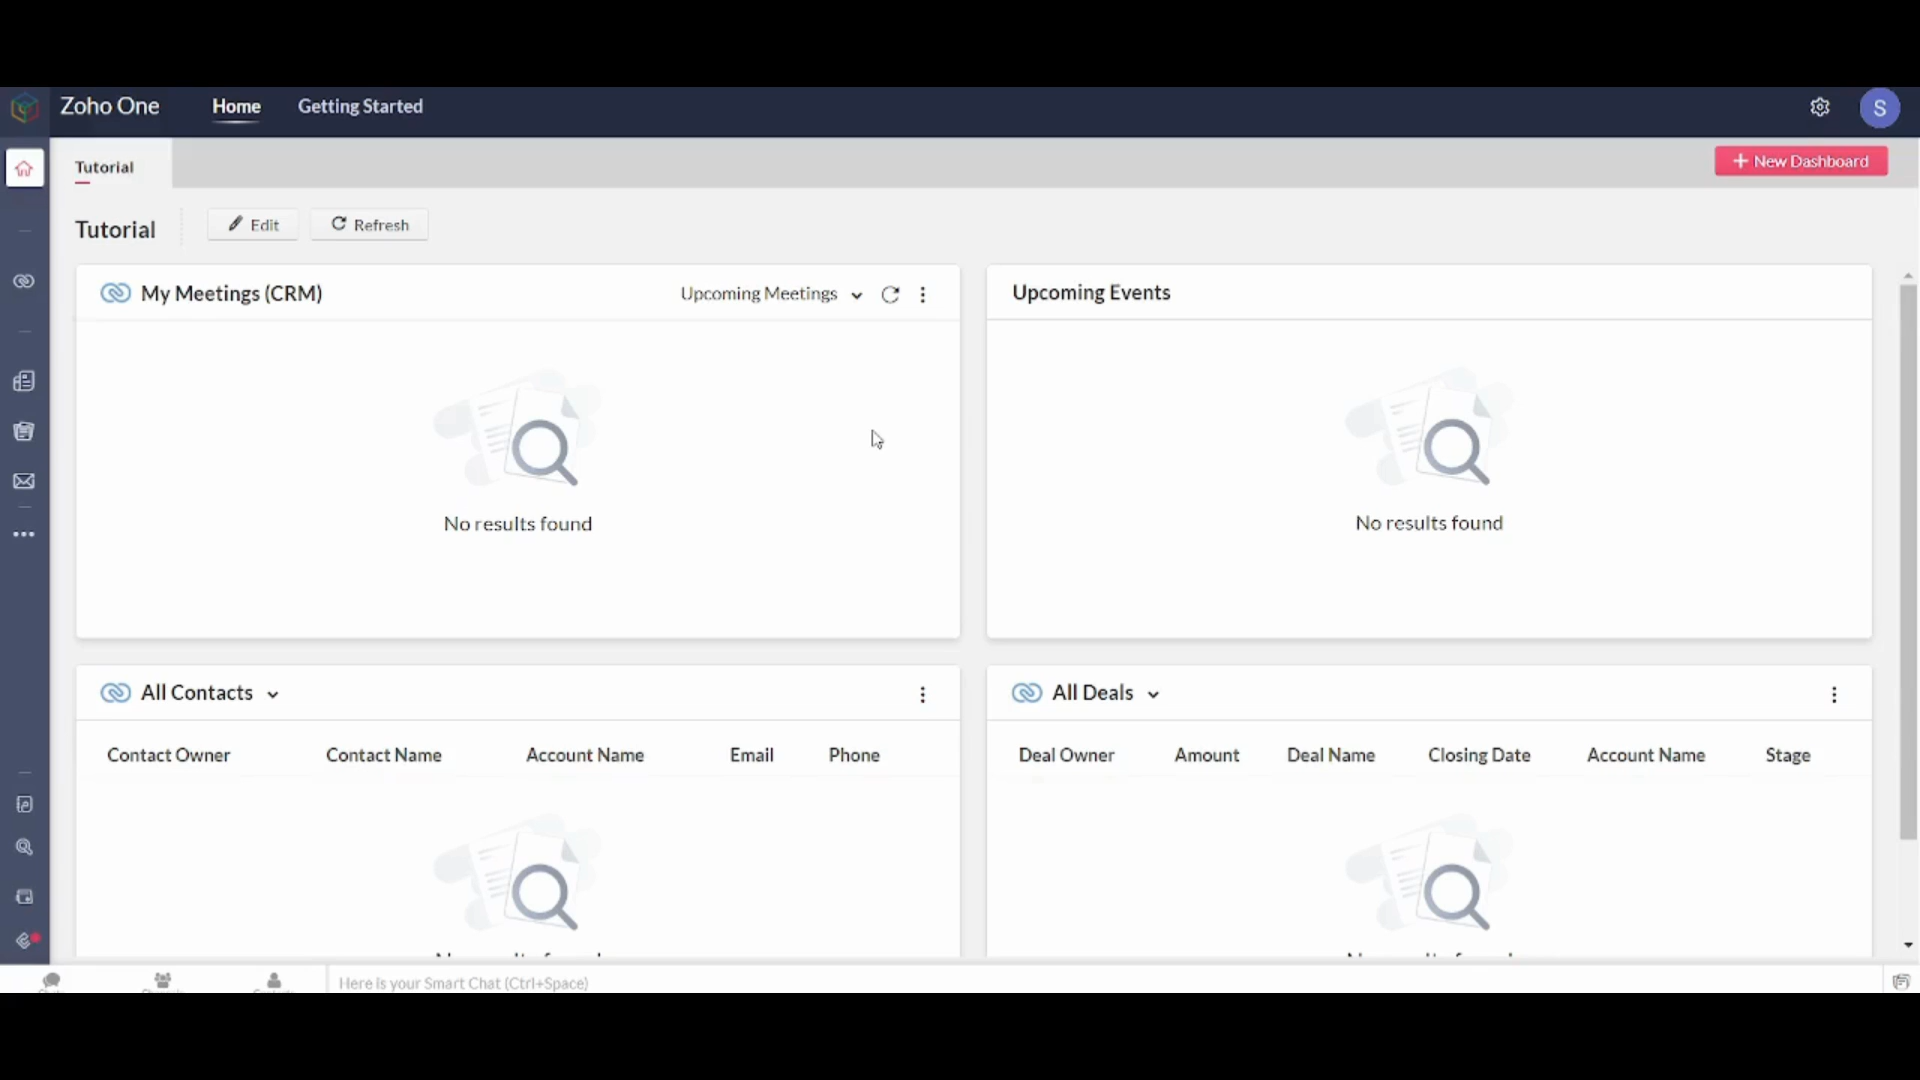 Zoho One Home Getting Started S
Tutorial + New Dashboard
Tutorial Edit Refresh
My Meetings (CRM) Upcoming Meetings
No results found
Upcoming Events
No results found
All Contacts
Contact Owner Contact Name Account Name Email Phone
All Deals
Deal Owner Amount Deal Name Closing Date Account Name Stage
Here is your Smart Chat (Ctrl+Space)